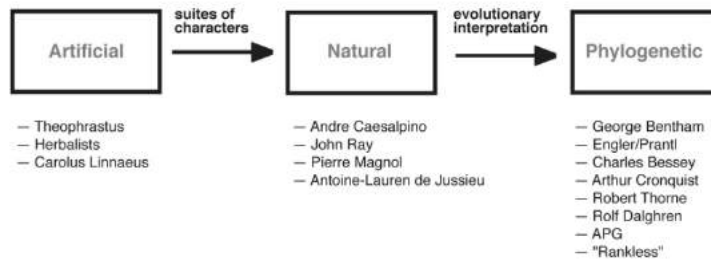 suites of
characters
evolutionary
interpretation
Artificial
Natural
Phylogenetic
— Theophrastus
— Herbalists
— Carolus Linnaeus
— Andre Caesalpino
— John Ray
— Pierre Magnol
— Antoine-Lauren de Jussieu
— George Bentham
— Engler/Prantl
— Charles Bessey
— Arthur Cronquist
— Robert Thorne
— Rolf Dalghren
— APG
— "Rankless"